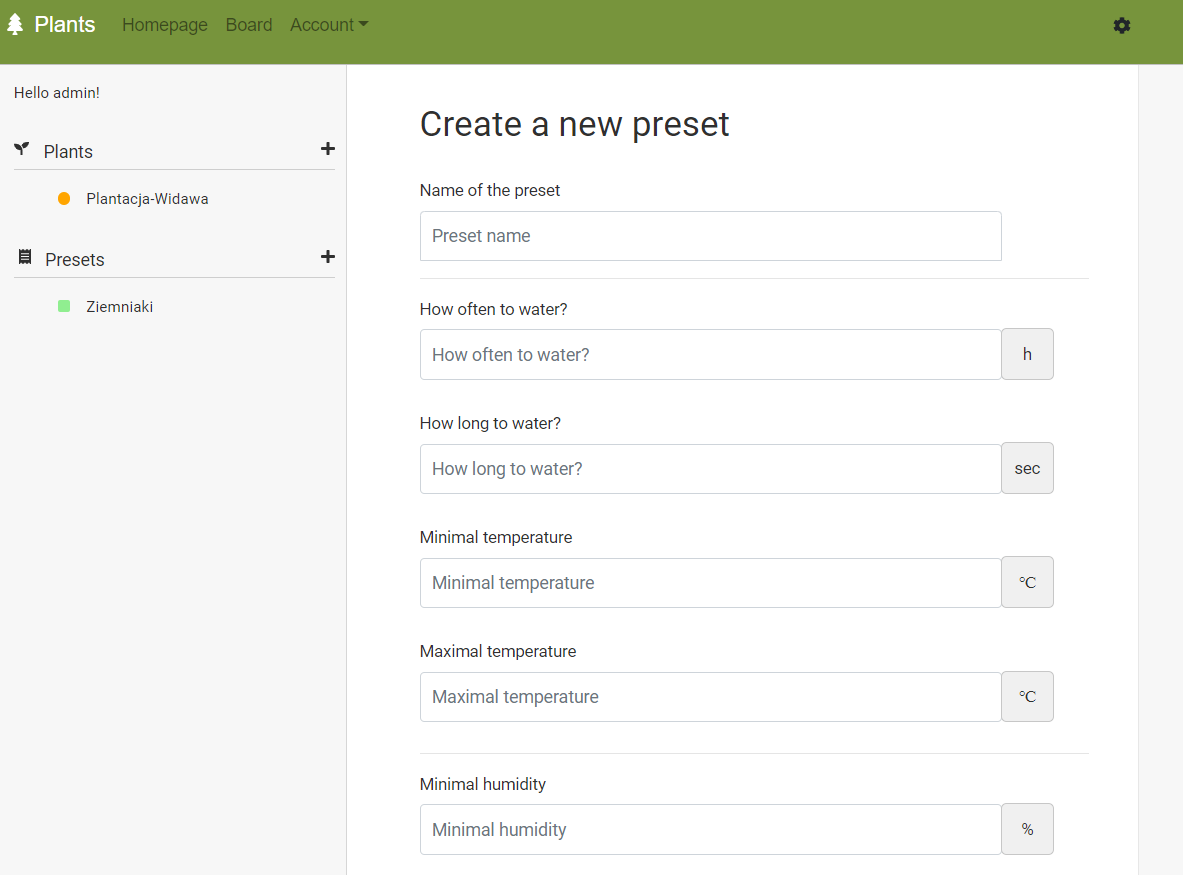 Plants Homepage Board Account
Hello admin!
Plants
Plantacja-Widawa
Presets
Ziemniaki
Create a new preset
Name of the preset
Preset name
How often to water?
How often to water? h
How long to water?
How long to water? sec
Minimal temperature
Minimal temperature °C
Maximal temperature
Maximal temperature °C
Minimal humidity
Minimal humidity %